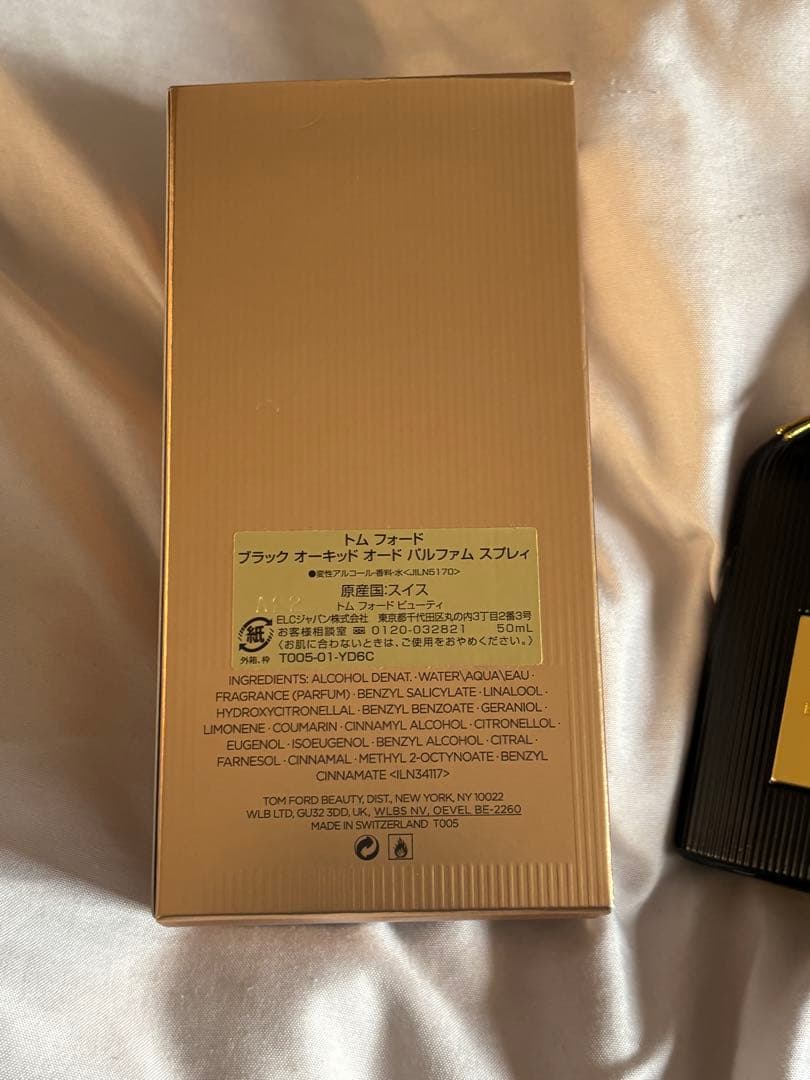 トム フォード
ブラック オーキッド オード パルファム スプレィ
●変性アルコール・香料・水<JILN5170>
原産国:スイス
トム フォード ビューティ
ELCジャパン株式会社 東京都千代田区丸の内3丁目2番3号
紙 お客様相談室 0120-032821 50mL
<お肌に合わないときは、ご使用をおやめください。>
外箱、枠 T005-01-YD6C
INGREDIENTS: ALCOHOL DENAT. · WATER\AQUA\EAU ·
FRAGRANCE (PARFUM) · BENZYL SALICYLATE · LINALOOL ·
HYDROXYCITRONELLAL · BENZYL BENZOATE · GERANIOL ·
LIMONENE · COUMARIN · CINNAMYL ALCOHOL · CITRONELLOL ·
EUGENOL · ISOEUGENOL · BENZYL ALCOHOL · CITRAL ·
FARNESOL · CINNAMAL · METHYL 2-OCTYNOATE · BENZYL
CINNAMATE <ILN34117>
TOM FORD BEAUTY, DIST., NEW YORK, NY 10022
WLB LTD, GU32 3DD, UK, WLBS NV, OEVEL BE-2260
MADE IN SWITZERLAND T005